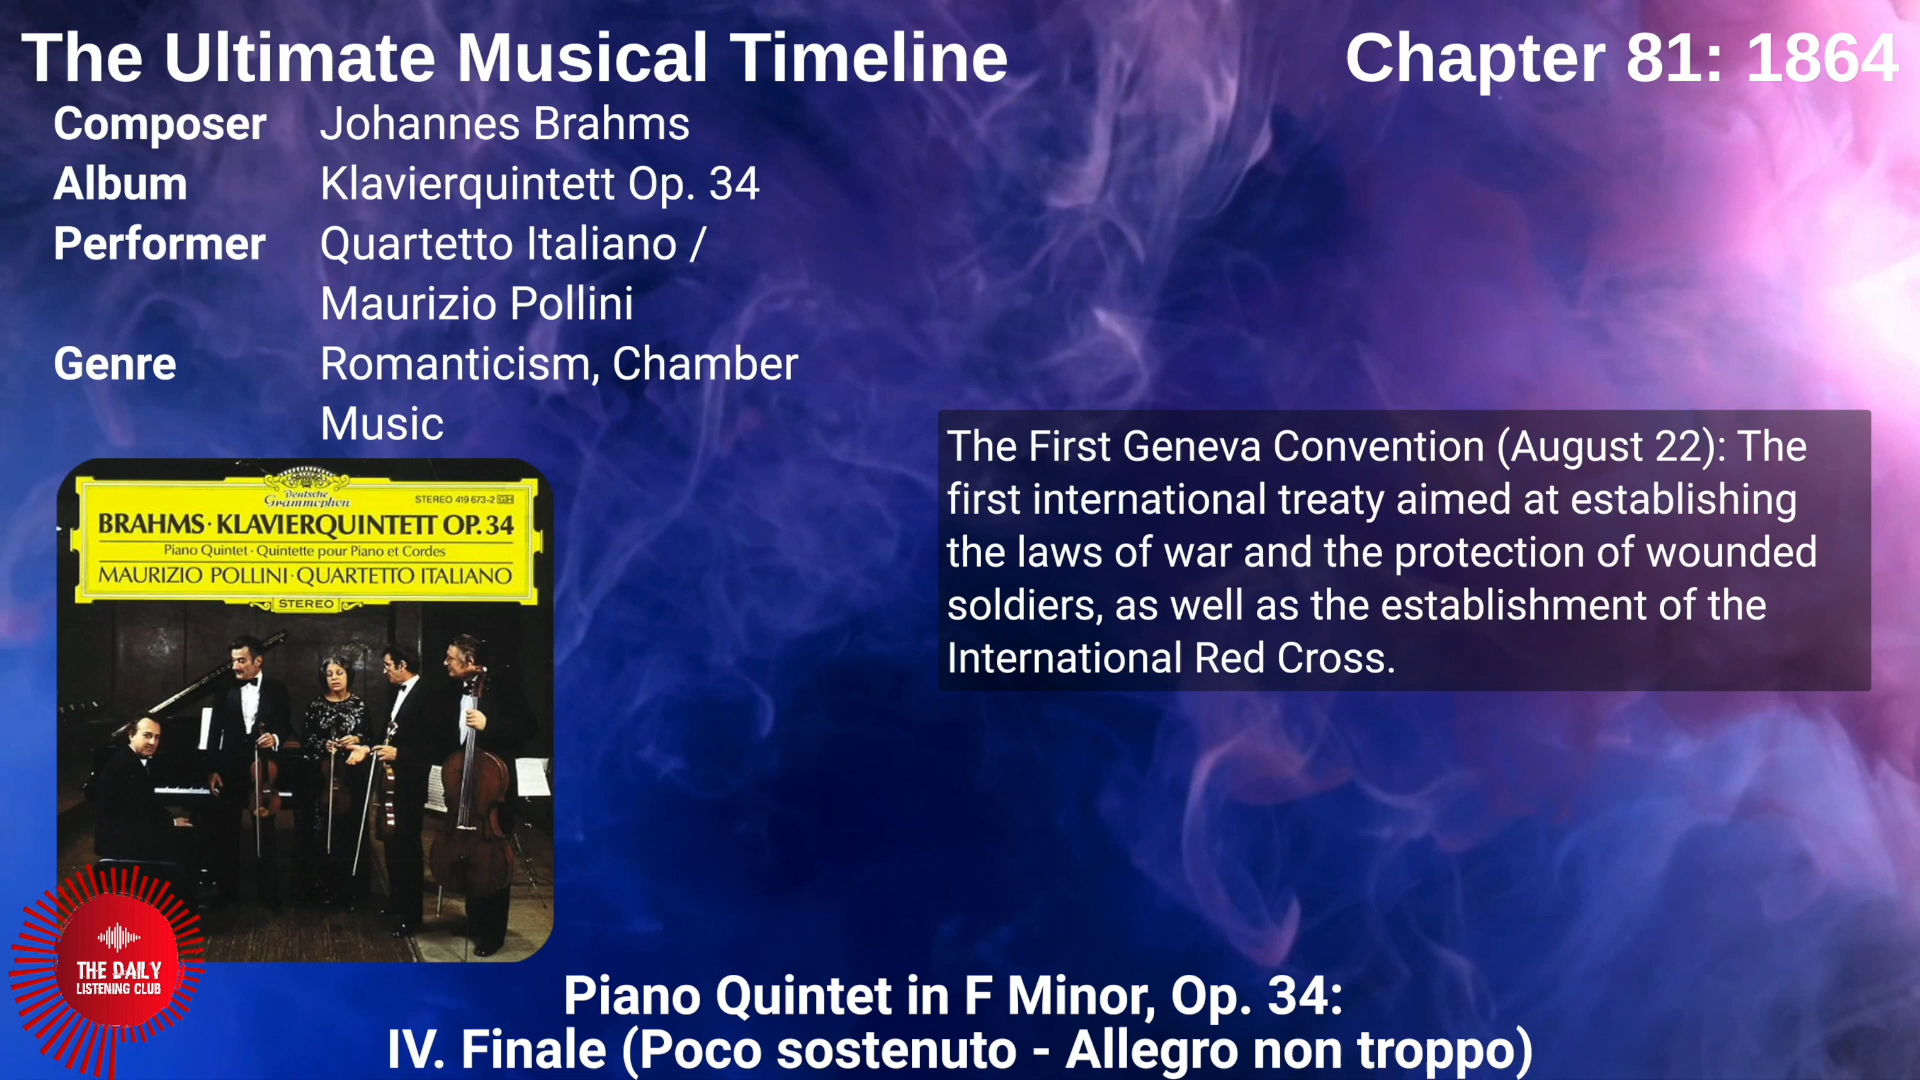 The Ultimate Musical Timeline
Chapter 81: 1864
Composer Johannes Brahms
Album Klavierquintett Op. 34
Performer Quartetto Italiano /
Maurizio Pollini
Genre Romanticism, Chamber
Music
The First Geneva Convention (August 22): The
first international treaty aimed at establishing
the laws of war and the protection of wounded
soldiers, as well as the establishment of the
International Red Cross.
Deutsche
Grammophon
STEREO 419 673-2 GH
BRAHMS · KLAVIERQUINTETT OP. 34
Piano Quintet · Quintette pour Piano et Cordes
MAURIZIO POLLINI · QUARTETTO ITALIANO
STEREO
THE DAILY
LISTENING CLUB
Piano Quintet in F Minor, Op. 34:
IV. Finale (Poco sostenuto - Allegro non troppo)